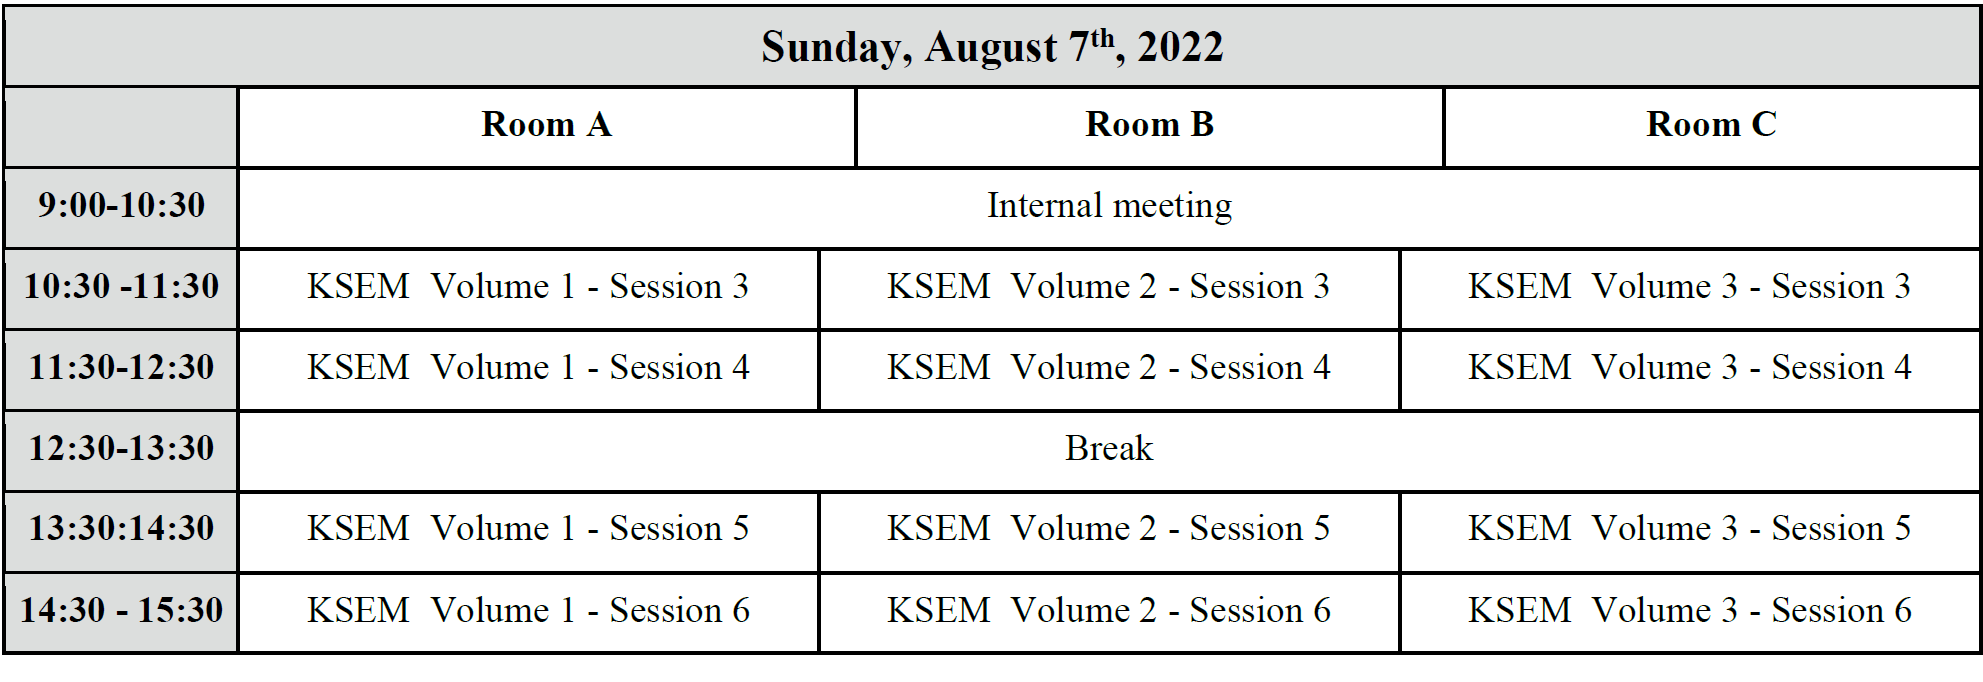 Sunday, August 7th, 2022
Room A Room B Room C
9:00-10:30 Internal meeting
10:30 -11:30 KSEM Volume 1 - Session 3 KSEM Volume 2 - Session 3 KSEM Volume 3 - Session 3
11:30-12:30 KSEM Volume 1 - Session 4 KSEM Volume 2 - Session 4 KSEM Volume 3 - Session 4
12:30-13:30 Break
13:30:14:30 KSEM Volume 1 - Session 5 KSEM Volume 2 - Session 5 KSEM Volume 3 - Session 5
14:30 - 15:30 KSEM Volume 1 - Session 6 KSEM Volume 2 - Session 6 KSEM Volume 3 - Session 6